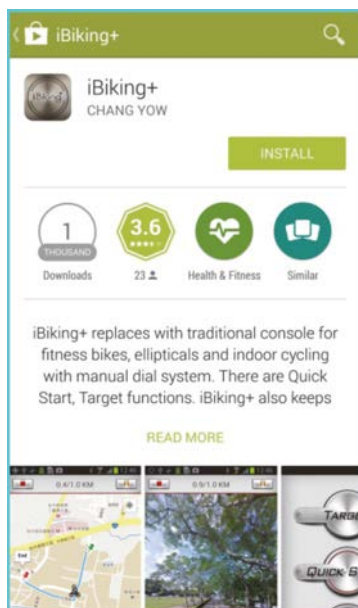 iBiking+
iBiking+
iBiking+
CHANG YOW
INSTALL
1
THOUSAND
3.6
Downloads
23
Health & Fitness
Similar
iBiking+ replaces with traditional console for
fitness bikes, ellipticals and indoor cycling
with manual dial system. There are Quick
Start, Target functions. iBiking+ also keeps
READ MORE
0.4/1.0 KM
0.9/1.0 KM
TARGE
QUICK S